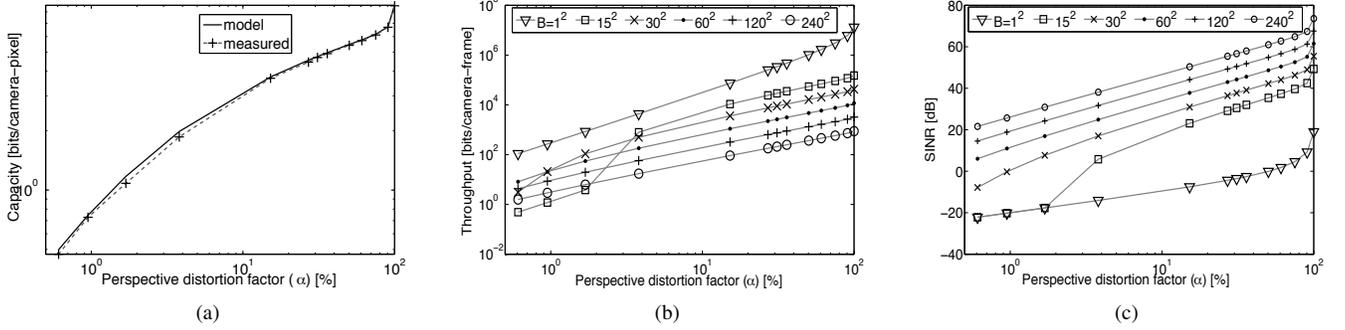 model
measured
Capacity [bits/camera-pixel]
10^0
10^0
10^1
10^2
Perspective distortion factor (α) [%]
(a)
B=1^2 15^2 30^2 60^2 120^2 240^2
Throughput [bits/camera-frame]
10^8
10^6
10^4
10^2
10^0
10^-2
10^0
10^1
10^2
Perspective distortion factor (α) [%]
(b)
B=1^2 15^2 30^2 60^2 120^2 240^2
SINR [dB]
80
60
40
20
0
−20
−40
10^0
10^1
10^2
Perspective distortion factor (α) [%]
(c)